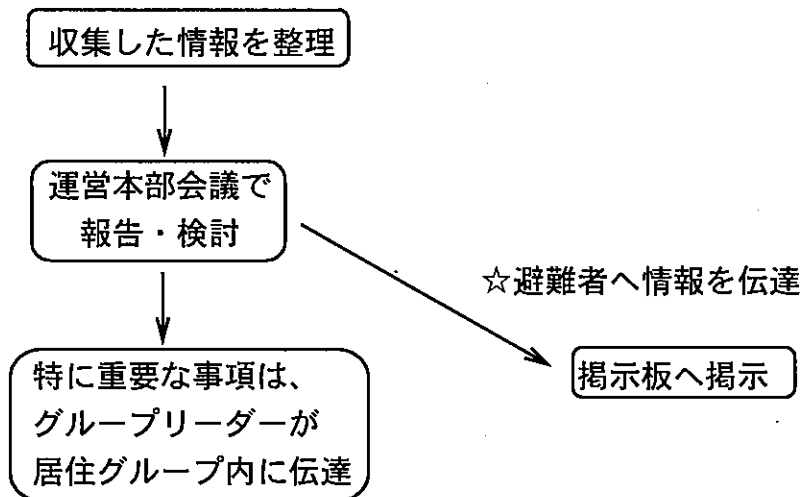 収集した情報を整理
運営本部会議で
報告・検討
☆避難者へ情報を伝達
掲示板へ掲示
特に重要な事項は、
グループリーダーが
居住グループ内に伝達